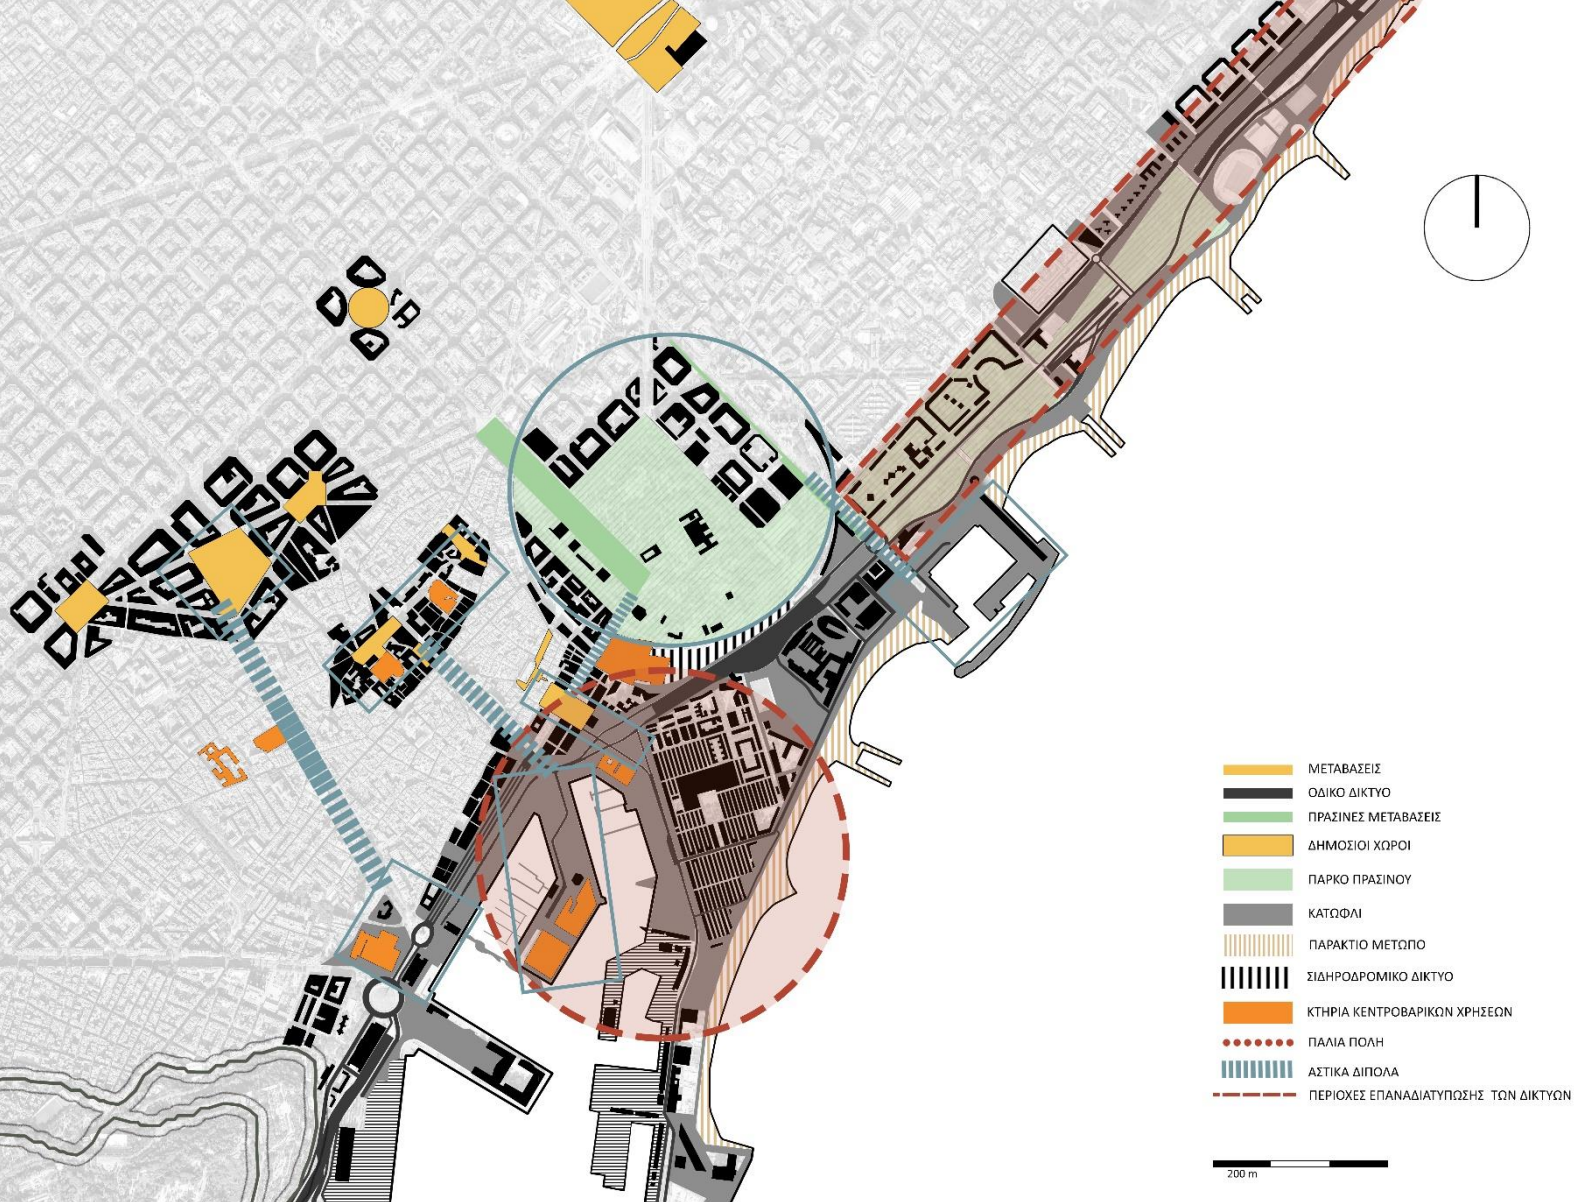 ΜΕΤΑΒΑΣΕΙΣ
ΟΔΙΚΟ ΔΙΚΤΥΟ
ΠΡΑΣΙΝΕΣ ΜΕΤΑΒΑΣΕΙΣ
ΔΗΜΟΣΙΟΙ ΧΩΡΟΙ
ΠΑΡΚΟ ΠΡΑΣΙΝΟΥ
ΚΑΤΩΦΛΙ
ΠΑΡΑΚΤΙΟ ΜΕΤΩΠΟ
ΣΙΔΗΡΟΔΡΟΜΙΚΟ ΔΙΚΤΥΟ
ΚΤΗΡΙΑ ΚΕΝΤΡΟΒΑΡΙΚΩΝ ΧΡΗΣΕΩΝ
ΠΑΛΙΑ ΠΟΛΗ
ΑΣΤΙΚΑ ΔΙΠΟΛΑ
ΠΕΡΙΟΧΕΣ ΕΠΑΝΑΔΙΑΤΥΠΩΣΗΣ ΤΩΝ ΔΙΚΤΥΩΝ
200 m